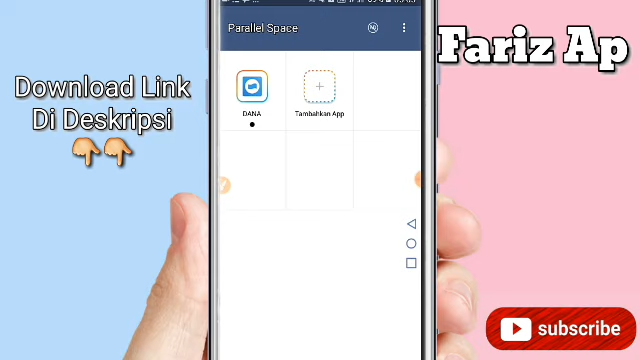 Parallel Space
Fariz Ap
Download Link
Di Deskripsi
DANA
Tambahkan App
subscribe